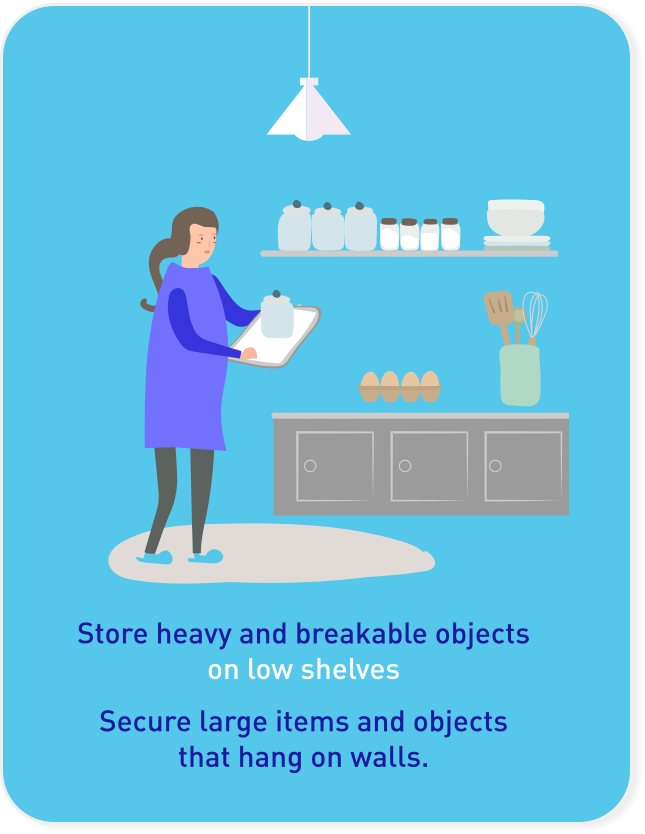 Store heavy and breakable objects
on low shelves
Secure large items and objects
that hang on walls.